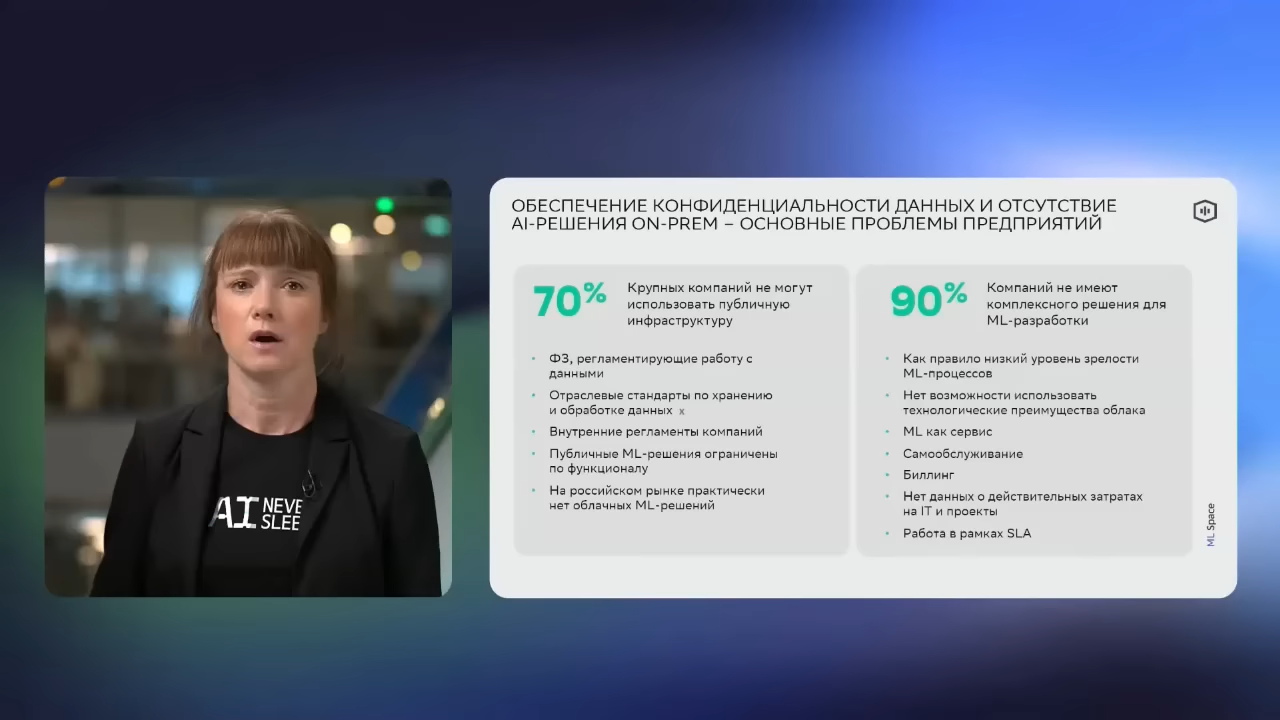 AI NEVE
SLEE
ОБЕСПЕЧЕНИЕ КОНФИДЕНЦИАЛЬНОСТИ ДАННЫХ И ОТСУТСТВИЕ
AI-РЕШЕНИЯ ON-PREM – ОСНОВНЫЕ ПРОБЛЕМЫ ПРЕДПРИЯТИЙ
70%
Крупных компаний не могут
использовать публичную
инфраструктуру
• ФЗ, регламентирующие работу с
данными
• Отраслевые стандарты по хранению
и обработке данных х
• Внутренние регламенты компаний
• Публичные ML-решения ограничены
по функционалу
• На российском рынке практически
нет облачных ML-решений
90%
Компаний не имеют
комплексного решения для
ML-разработки
• Как правило низкий уровень зрелости
ML-процессов
• Нет возможности использовать
технологические преимущества облака
• ML как сервис
• Самообслуживание
• Биллинг
• Нет данных о действительных затратах
на IT и проекты
• Работа в рамках SLA
ML Space